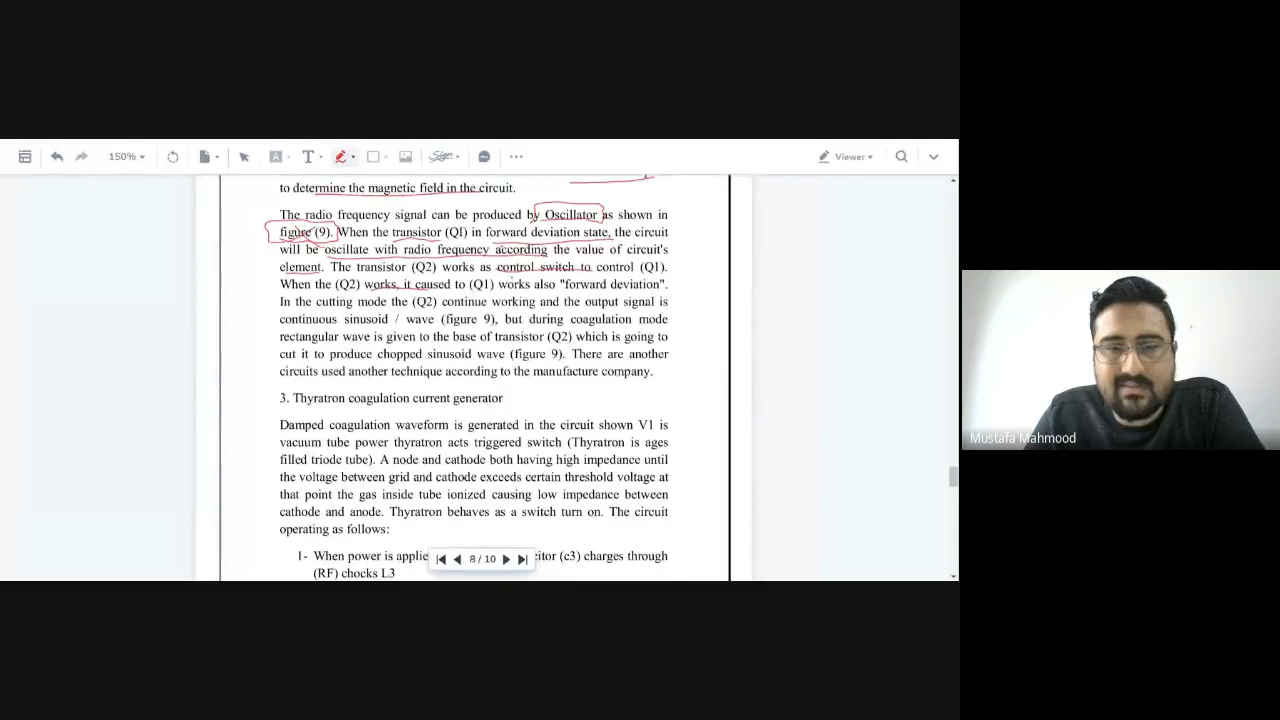 150%
T
Sign
Viewer
to determine the magnetic field in the circuit.
The radio frequency signal can be produced by Oscillator as shown in
figure (9). When the transistor (QI) in forward deviation state, the circuit
will be oscillate with radio frequency according the value of circuit's
element. The transistor (Q2) works as control switch to control (Q1).
When the (Q2) works, it caused to (Q1) works also "forward deviation".
In the cutting mode the (Q2) continue working and the output signal is
continuous sinusoid / wave (figure 9), but during coagulation mode
rectangular wave is given to the base of transistor (Q2) which is going to
cut it to produce chopped sinusoid wave (figure 9). There are another
circuits used another technique according to the manufacture company.
3. Thyratron coagulation current generator
Damped coagulation waveform is generated in the circuit shown V1 is
vacuum tube power thyratron acts triggered switch (Thyratron is ages
filled triode tube). A node and cathode both having high impedance until
the voltage between grid and cathode exceeds certain threshold voltage at
that point the gas inside tube ionized causing low impedance between
cathode and anode. Thyratron behaves as a switch turn on. The circuit
operating as follows:
1- When power is applie itor (c3) charges through
(RF) chocks L3
8 / 10
Mustafa Mahmood